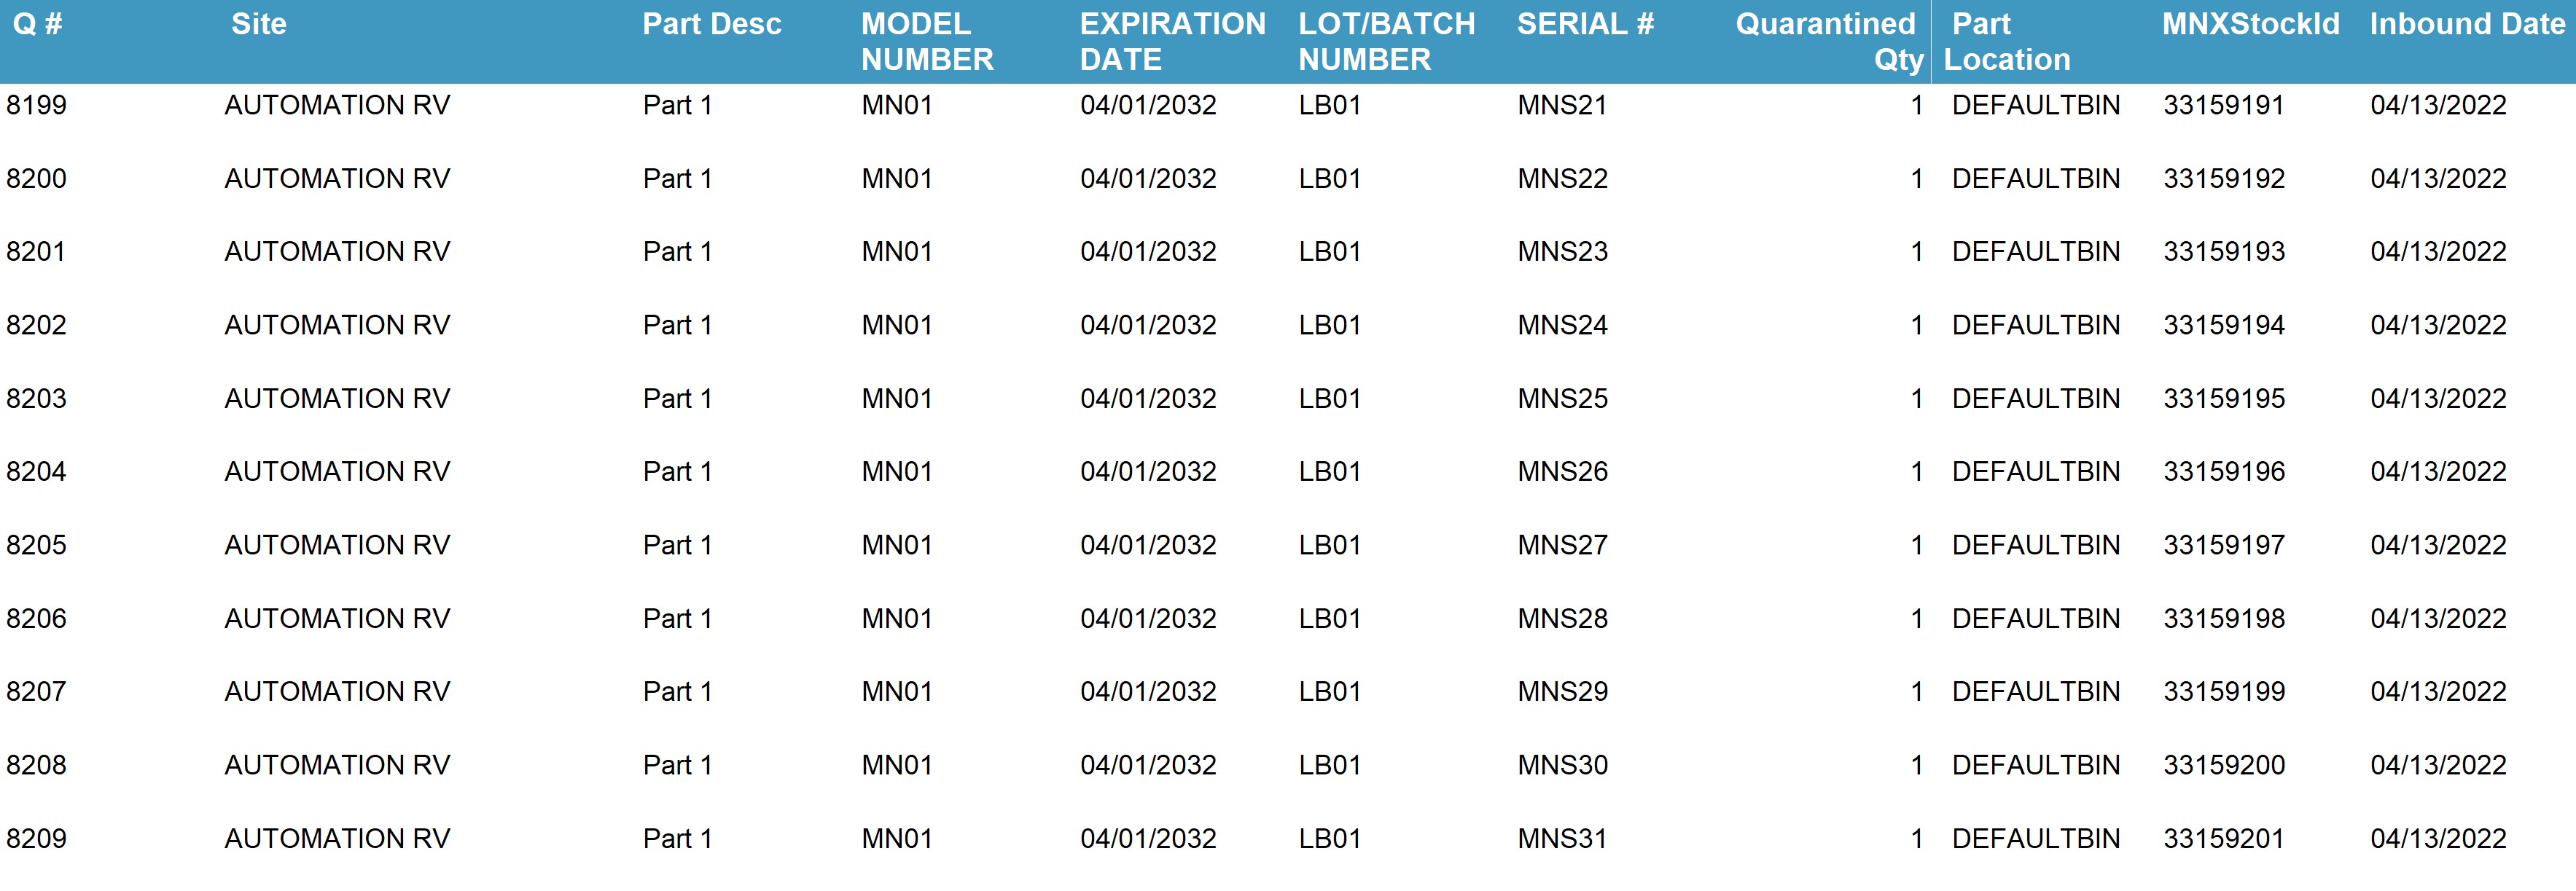 Q # Site Part Desc MODEL NUMBER EXPIRATION DATE LOT/BATCH NUMBER SERIAL # Quarantined Qty Part Location MNXStockId Inbound Date
8199 AUTOMATION RV Part 1 MN01 04/01/2032 LB01 MNS21 1 DEFAULTBIN 33159191 04/13/2022
8200 AUTOMATION RV Part 1 MN01 04/01/2032 LB01 MNS22 1 DEFAULTBIN 33159192 04/13/2022
8201 AUTOMATION RV Part 1 MN01 04/01/2032 LB01 MNS23 1 DEFAULTBIN 33159193 04/13/2022
8202 AUTOMATION RV Part 1 MN01 04/01/2032 LB01 MNS24 1 DEFAULTBIN 33159194 04/13/2022
8203 AUTOMATION RV Part 1 MN01 04/01/2032 LB01 MNS25 1 DEFAULTBIN 33159195 04/13/2022
8204 AUTOMATION RV Part 1 MN01 04/01/2032 LB01 MNS26 1 DEFAULTBIN 33159196 04/13/2022
8205 AUTOMATION RV Part 1 MN01 04/01/2032 LB01 MNS27 1 DEFAULTBIN 33159197 04/13/2022
8206 AUTOMATION RV Part 1 MN01 04/01/2032 LB01 MNS28 1 DEFAULTBIN 33159198 04/13/2022
8207 AUTOMATION RV Part 1 MN01 04/01/2032 LB01 MNS29 1 DEFAULTBIN 33159199 04/13/2022
8208 AUTOMATION RV Part 1 MN01 04/01/2032 LB01 MNS30 1 DEFAULTBIN 33159200 04/13/2022
8209 AUTOMATION RV Part 1 MN01 04/01/2032 LB01 MNS31 1 DEFAULTBIN 33159201 04/13/2022